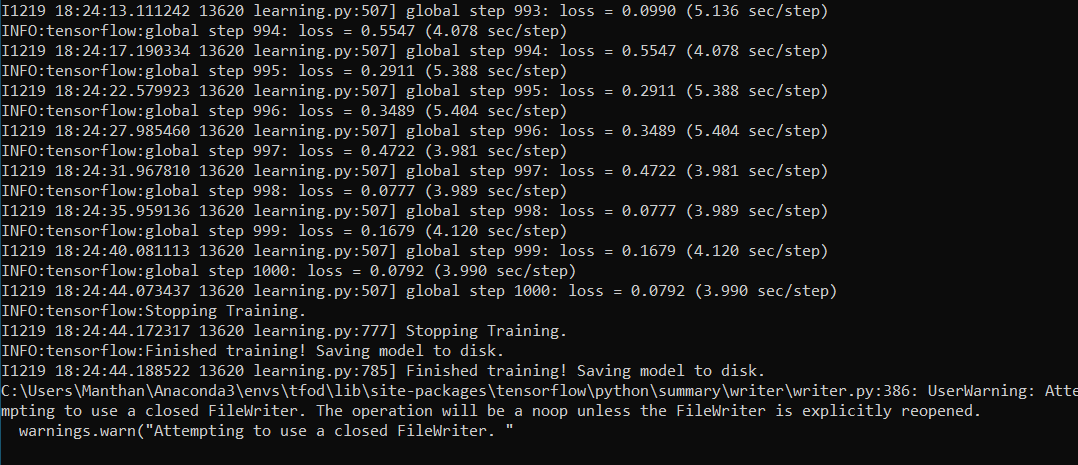 I1219 18:24:13.111242 13620 learning.py:507] global step 993: loss = 0.0990 (5.136 sec/step)
INFO:tensorflow:global step 994: loss = 0.5547 (4.078 sec/step)
I1219 18:24:17.190334 13620 learning.py:507] global step 994: loss = 0.5547 (4.078 sec/step)
INFO:tensorflow:global step 995: loss = 0.2911 (5.388 sec/step)
I1219 18:24:22.579923 13620 learning.py:507] global step 995: loss = 0.2911 (5.388 sec/step)
INFO:tensorflow:global step 996: loss = 0.3489 (5.404 sec/step)
I1219 18:24:27.985460 13620 learning.py:507] global step 996: loss = 0.3489 (5.404 sec/step)
INFO:tensorflow:global step 997: loss = 0.4722 (3.981 sec/step)
I1219 18:24:31.967810 13620 learning.py:507] global step 997: loss = 0.4722 (3.981 sec/step)
INFO:tensorflow:global step 998: loss = 0.0777 (3.989 sec/step)
I1219 18:24:35.959136 13620 learning.py:507] global step 998: loss = 0.0777 (3.989 sec/step)
INFO:tensorflow:global step 999: loss = 0.1679 (4.120 sec/step)
I1219 18:24:40.081113 13620 learning.py:507] global step 999: loss = 0.1679 (4.120 sec/step)
INFO:tensorflow:global step 1000: loss = 0.0792 (3.990 sec/step)
I1219 18:24:44.073437 13620 learning.py:507] global step 1000: loss = 0.0792 (3.990 sec/step)
INFO:tensorflow:Stopping Training.
I1219 18:24:44.172317 13620 learning.py:777] Stopping Training.
INFO:tensorflow:Finished training! Saving model to disk.
I1219 18:24:44.188522 13620 learning.py:785] Finished training! Saving model to disk.
C:\Users\Manthan\Anaconda3\envs\tfod\lib\site-packages\tensorflow\python\summary\writer\writer.py:386: UserWarning: Atte
mpting to use a closed FileWriter. The operation will be a noop unless the FileWriter is explicitly reopened.
  warnings.warn("Attempting to use a closed FileWriter. "